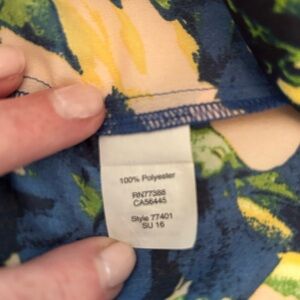 100% Polyester
RN77388
CA56445
Style 77401
SU 16